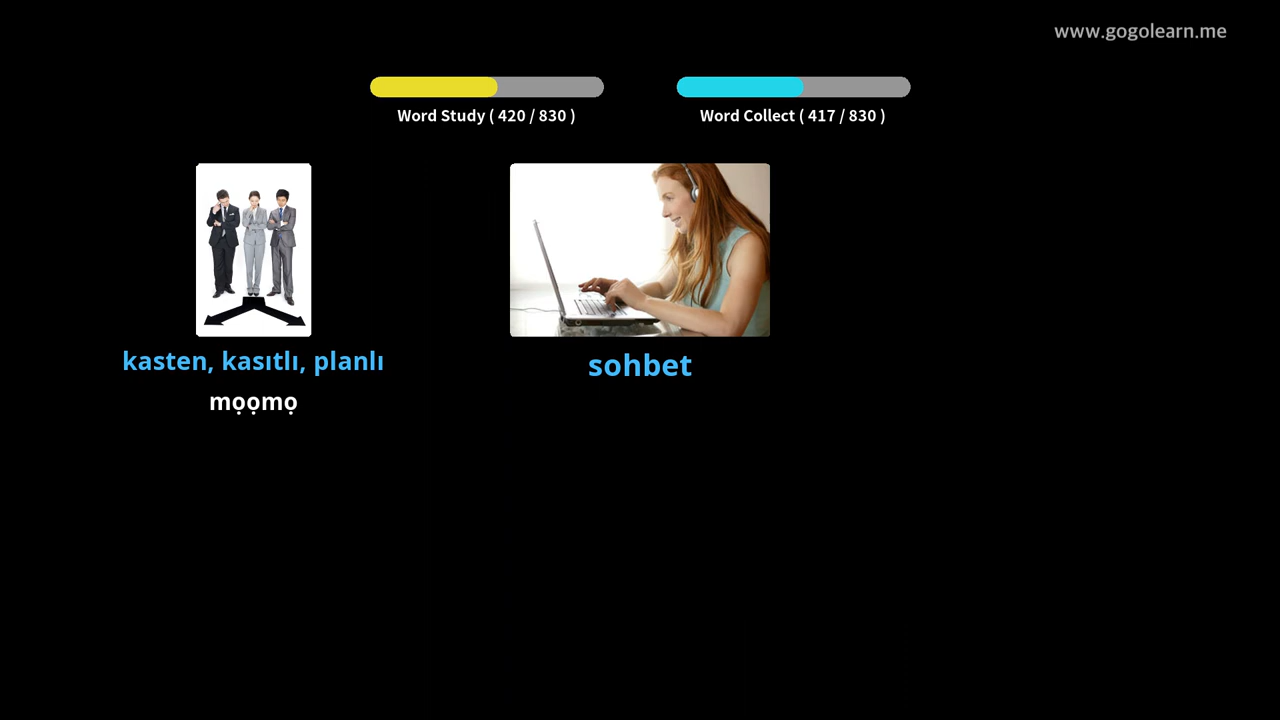 www.gogolearn.me
Word Study ( 420 / 830 )
Word Collect ( 417 / 830 )
kasten, kasıtlı, planlı
mọọmọ
sohbet